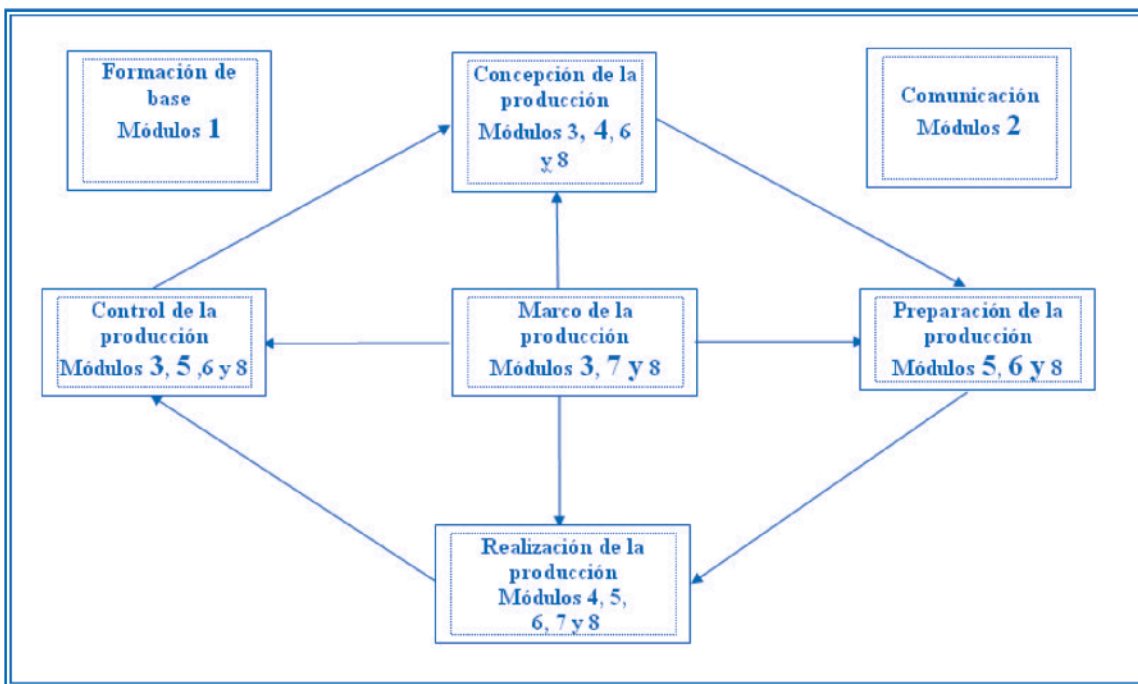 Formación de
base
Módulos 1
Concepción de la
producción
Módulos 3, 4, 6
y 8
Comunicación
Módulos 2
Control de la
producción
Módulos 3, 5 ,6 y 8
Marco de la
producción
Módulos 3, 7 y 8
Preparación de la
producción
Módulos 5, 6 y 8
Realización de la
producción
Módulos 4, 5,
6, 7 y 8